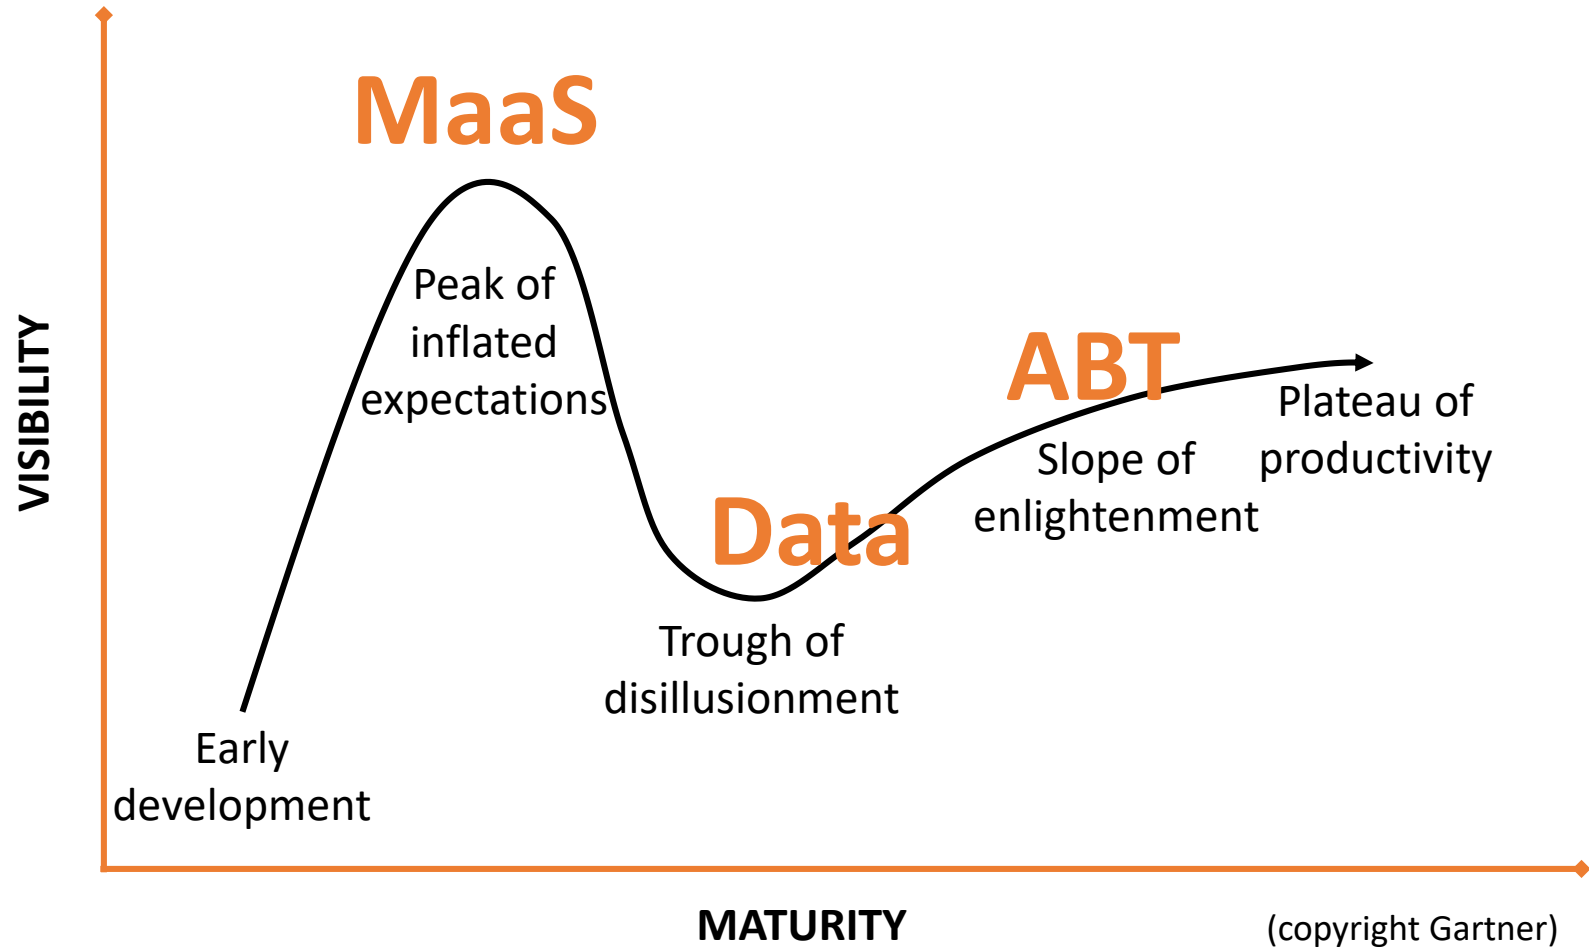 MaaS
Peak of
inflated
expectations
VISIBILITY
ABT
Plateau of
productivity
Slope of
enlightenment
Data
Trough of
disillusionment
Early
development
MATURITY
(copyright Gartner)